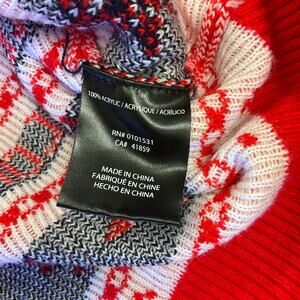 100% ACRYLIC / ACRYLIQUE / ACRÍLICO
RN# 0101531
CA# 41859
MADE IN CHINA
FABRIQUÉ EN CHINE
HECHO EN CHINA